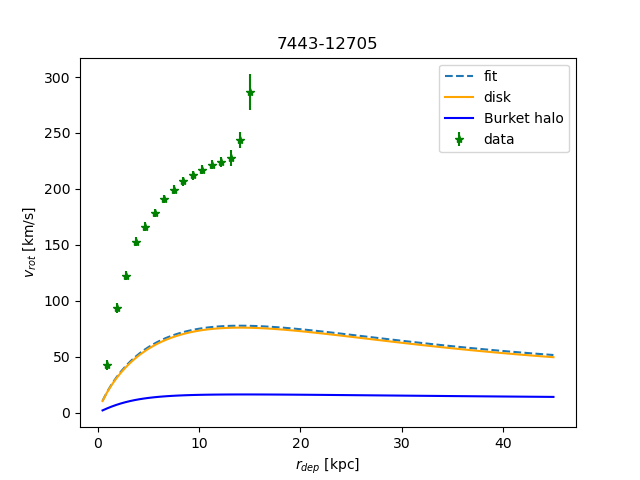 7443-12705
fit
disk
Burket halo
data
300
250
200
150
100
50
0
v_rot [km/s]
0 10 20 30 40
r_dep [kpc]